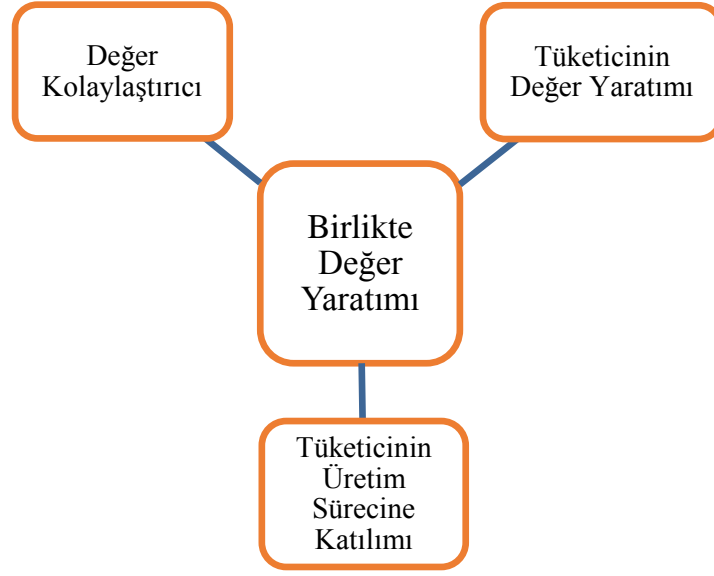 Değer
Kolaylaştırıcı
Tüketicinin
Değer Yaratımı
Birlikte
Değer
Yaratımı
Tüketicinin
Üretim
Sürecine
Katılımı